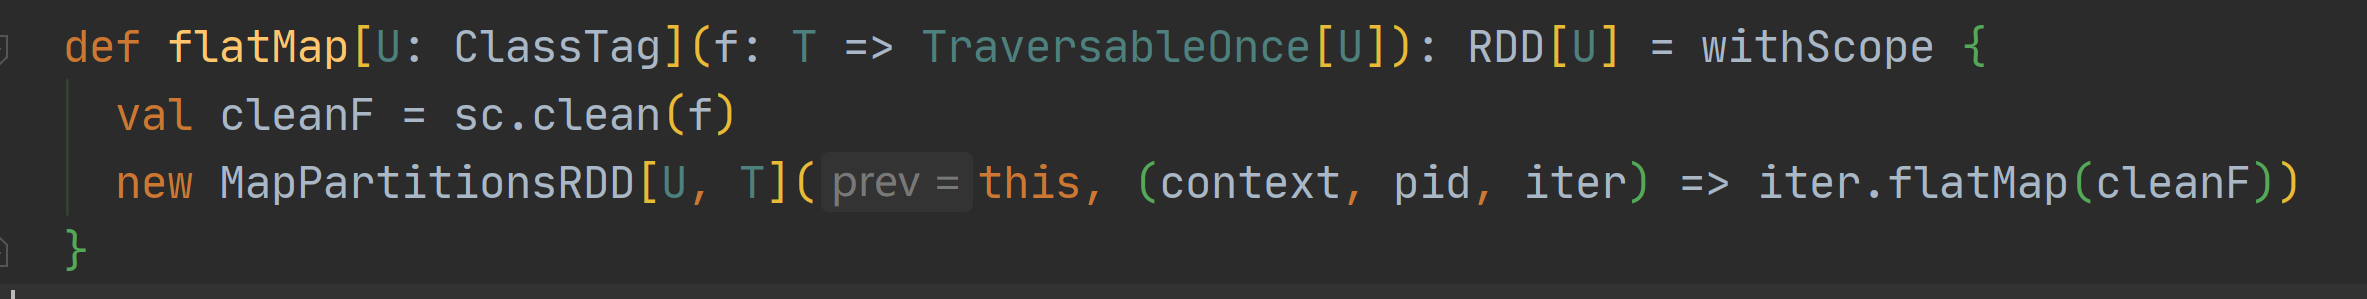 def flatMap[U: ClassTag](f: T => TraversableOnce[U]): RDD[U] = withScope {
val cleanF = sc.clean(f)
new MapPartitionsRDD[U, T](prev = this, (context, pid, iter) => iter.flatMap(cleanF))
}